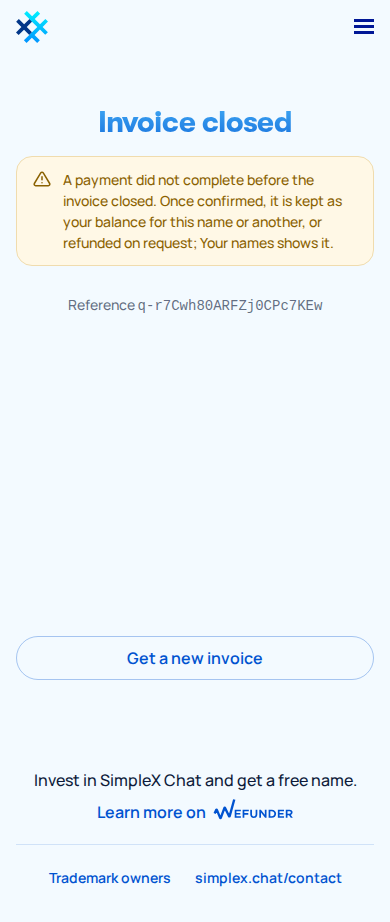 Invoice closed
A payment did not complete before the
invoice closed. Once confirmed, it is kept as
your balance for this name or another, or
refunded on request; Your names shows it.
Reference q-r7Cwh80ARFZj0CPc7KEw
Get a new invoice
Invest in SimpleX Chat and get a free name.
Learn more on WEFUNDER
Trademark owners simplex.chat/contact